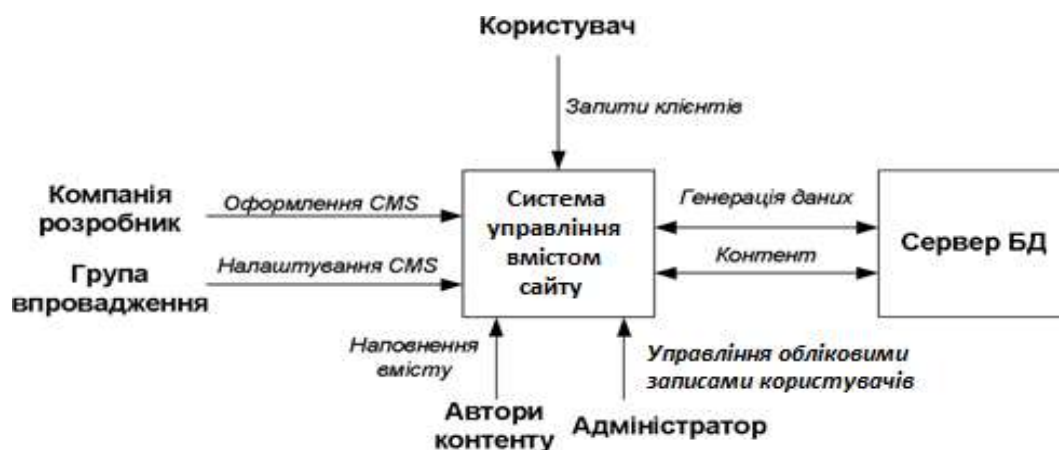 Користувач
Запити клієнтів
Компанія
розробник
Оформлення CMS
Група
впровадження
Налаштування CMS
Система
управління
вмістом
сайту
Генерація даних
Контент
Сервер БД
Наповнення
вмісту
Автори
контенту
Управління обліковими
записами користувачів
Адміністратор